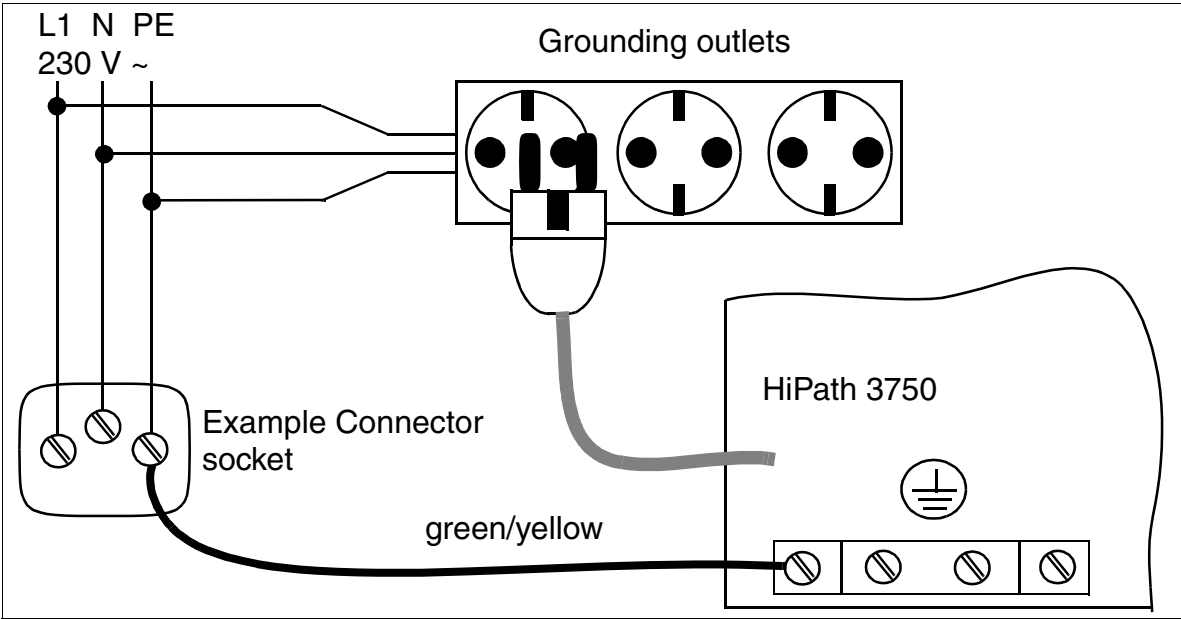 L1 N PE
230 V ~
Grounding outlets
HiPath 3750
Example Connector
socket
green/yellow